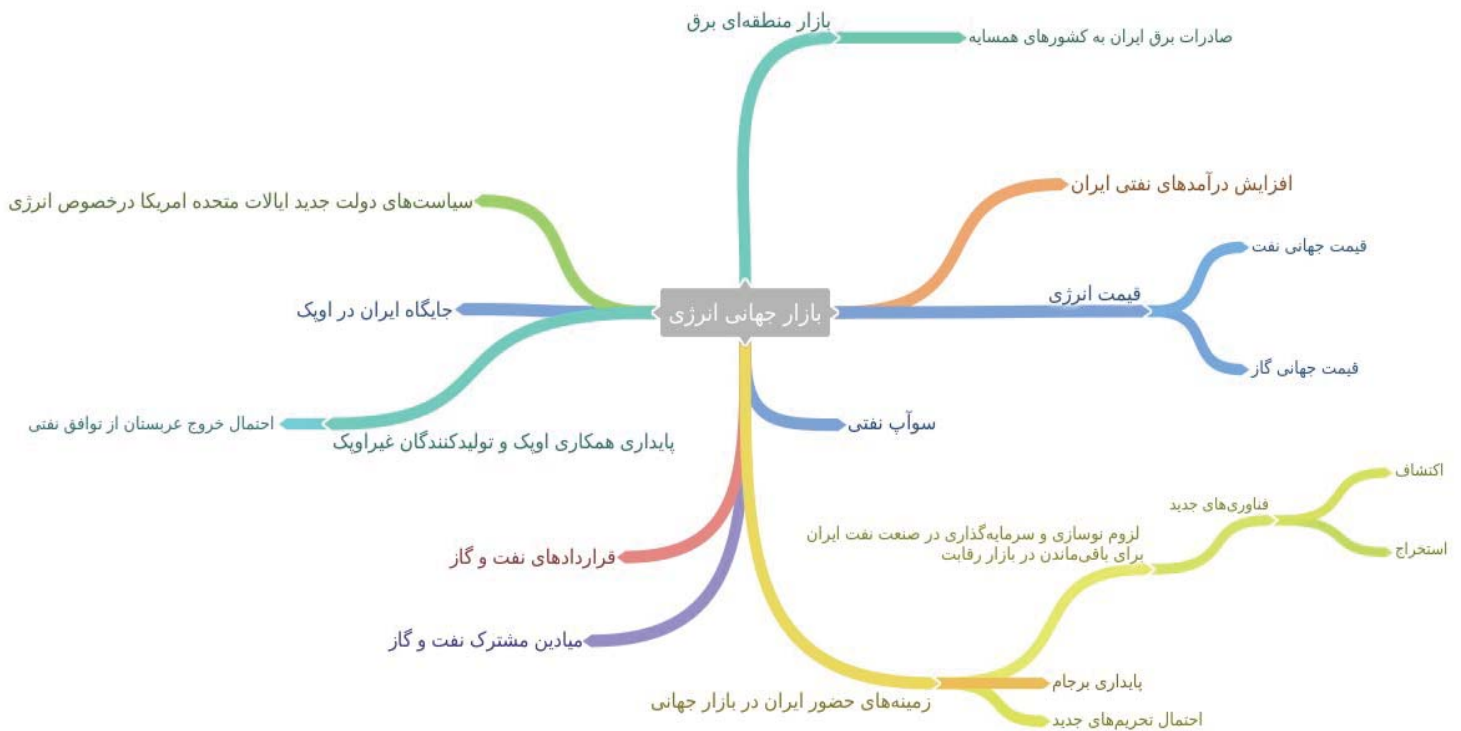 بازار جهانی انرژی
بازار منطقه‌ای برق
صادرات برق ایران به کشورهای همسایه
افزایش درآمدهای نفتی ایران
قیمت انرژی
قیمت جهانی نفت
قیمت جهانی گاز
سوآپ نفتی
زمینه‌های حضور ایران در بازار جهانی
لزوم نوسازی و سرمایه‌گذاری در صنعت نفت ایران
برای باقی‌ماندن در بازار رقابت
فناوری‌های جدید
اکتشاف
استخراج
پایداری برجام
احتمال تحریم‌های جدید
سیاست‌های دولت جدید ایالات متحده امریکا درخصوص انرژی
جایگاه ایران در اوپک
پایداری همکاری اوپک و تولیدکنندگان غیراوپک
احتمال خروج عربستان از توافق نفتی
قراردادهای نفت و گاز
میادین مشترک نفت و گاز